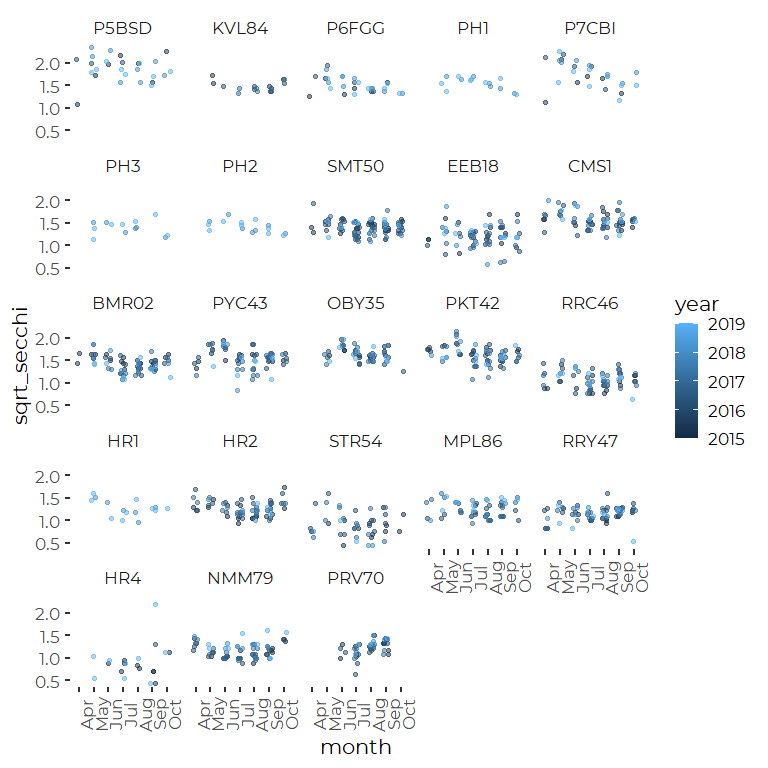 P5BSD KVL84 P6FGG PH1 P7CBI
2.0
1.5
1.0
0.5
PH3 PH2 SMT50 EEB18 CMS1
2.0
1.5
1.0
0.5
BMR02 PYC43 OBY35 PKT42 RRC46
2.0
1.5
1.0
0.5
HR1 HR2 STR54 MPL86 RRY47
2.0
1.5
1.0
0.5
Apr May Jun Jul Aug Sep Oct Apr May Jun Jul Aug Sep Oct
HR4 NMM79 PRV70
2.0
1.5
1.0
0.5
Apr May Jun Jul Aug Sep Oct Apr May Jun Jul Aug Sep Oct Apr May Jun Jul Aug Sep Oct
month
sqrt_secchi
year
2019
2018
2017
2016
2015